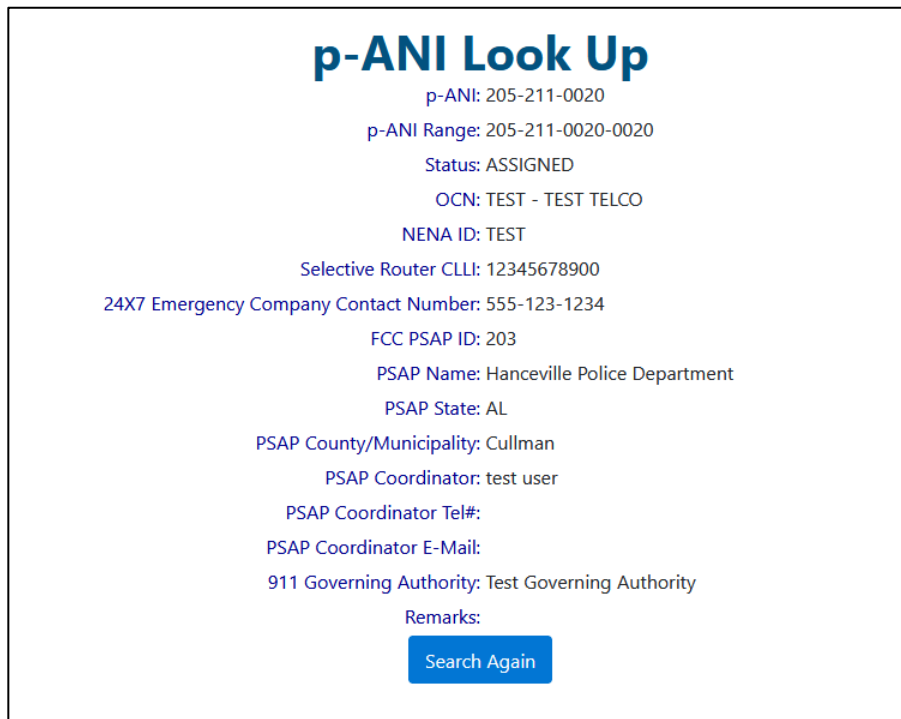 p-ANI Look Up
p-ANI: 205-211-0020
p-ANI Range: 205-211-0020-0020
Status: ASSIGNED
OCN: TEST - TEST TELCO
NENA ID: TEST
Selective Router CLLI: 12345678900
24X7 Emergency Company Contact Number: 555-123-1234
FCC PSAP ID: 203
PSAP Name: Hanceville Police Department
PSAP State: AL
PSAP County/Municipality: Cullman
PSAP Coordinator: test user
PSAP Coordinator Tel#:
PSAP Coordinator E-Mail:
911 Governing Authority: Test Governing Authority
Remarks:
Search Again